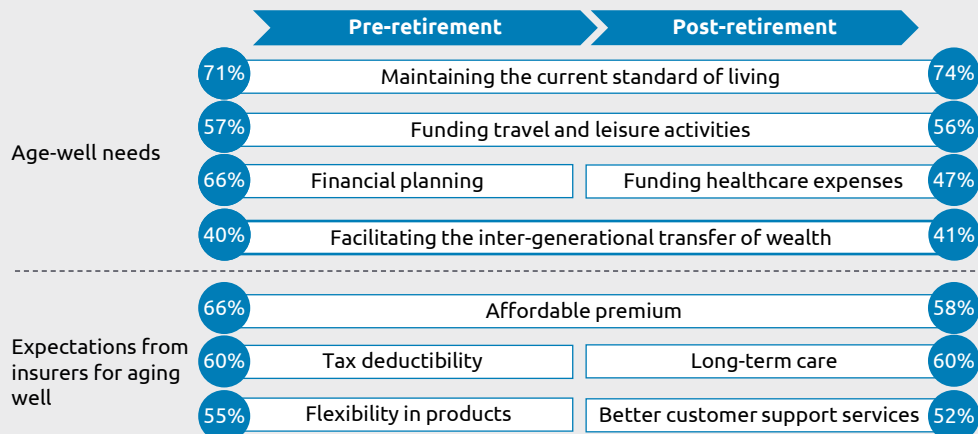 Pre-retirement Post-retirement
71% Maintaining the current standard of living 74%
57% Funding travel and leisure activities 56%
Age-well needs
66% Financial planning Funding healthcare expenses 47%
40% Facilitating the inter-generational transfer of wealth 41%
66% Affordable premium 58%
Expectations from
insurers for aging
well
60% Tax deductibility Long-term care 60%
55% Flexibility in products Better customer support services 52%